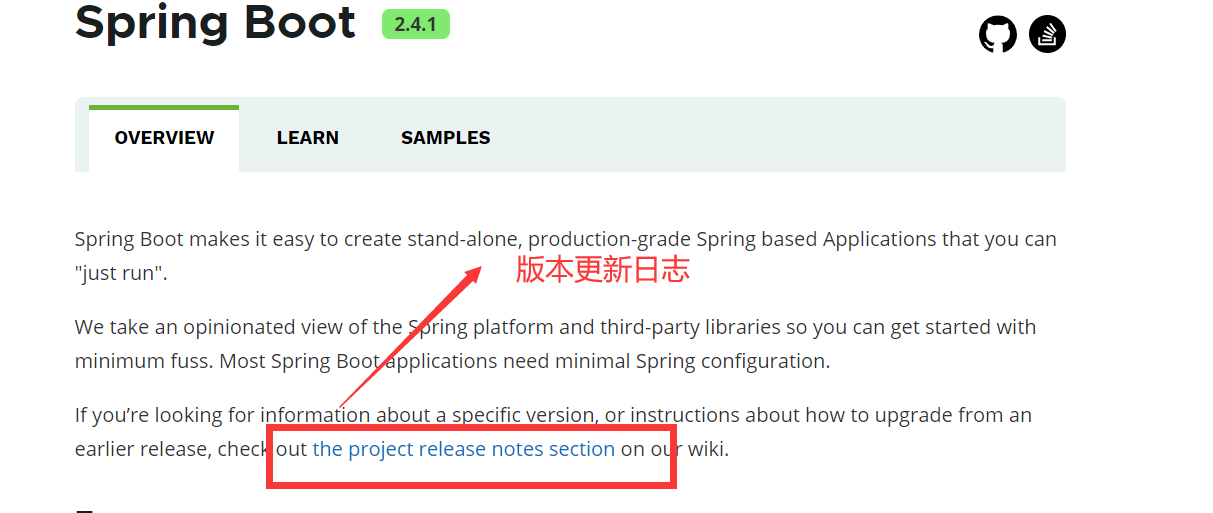 Spring Boot 2.4.1
OVERVIEW LEARN SAMPLES
Spring Boot makes it easy to create stand-alone, production-grade Spring based Applications that you can
"just run".
版本更新日志
We take an opinionated view of the Spring platform and third-party libraries so you can get started with
minimum fuss. Most Spring Boot applications need minimal Spring configuration.
If you’re looking for information about a specific version, or instructions about how to upgrade from an
earlier release, check out the project release notes section on our wiki.